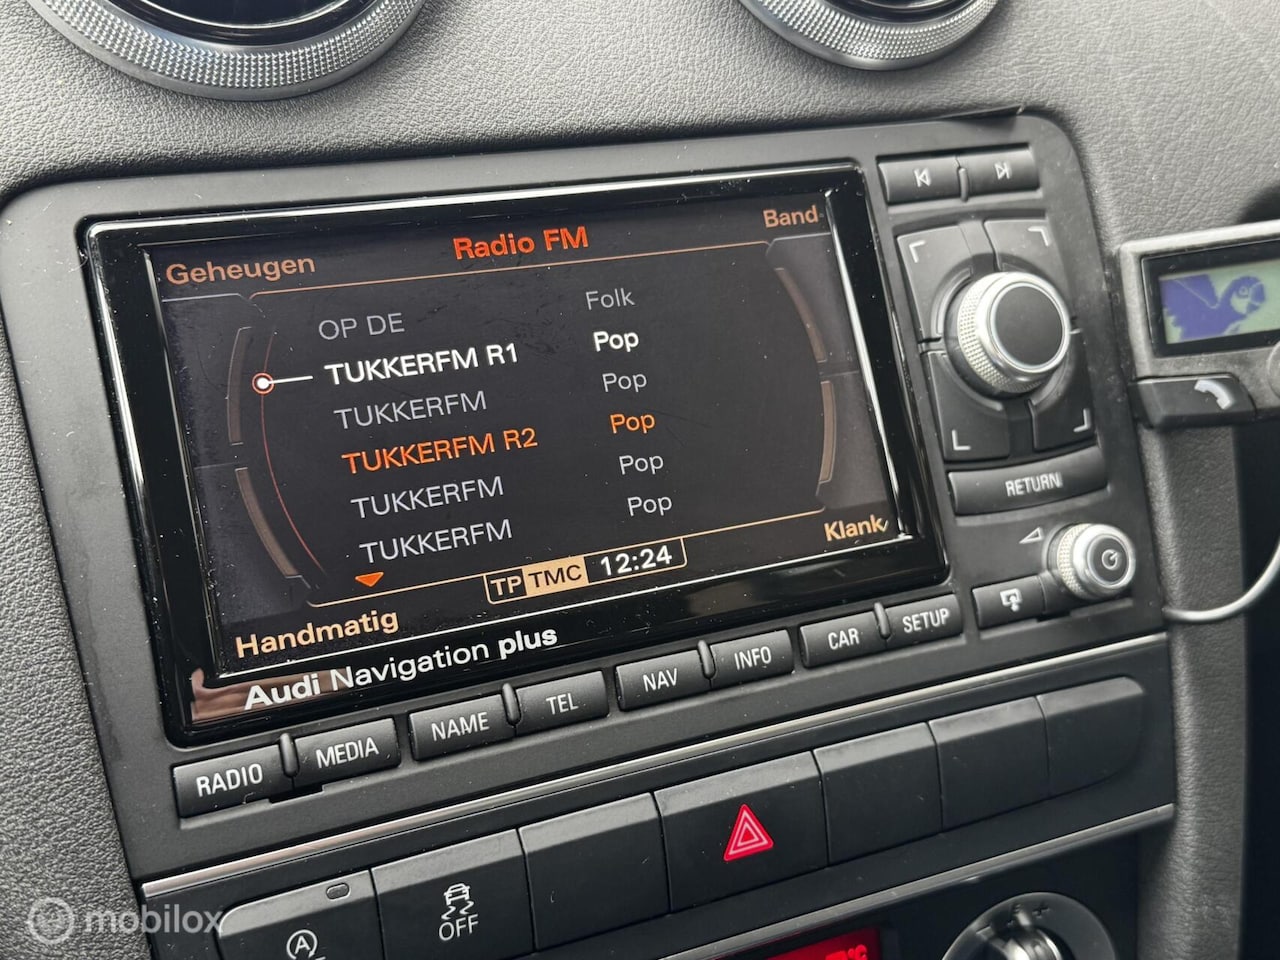 Geheugen
Radio FM
Band
OP DE Folk
TUKKERFM R1 Pop
TUKKERFM Pop
TUKKERFM R2 Pop
TUKKERFM Pop
TUKKERFM Pop
Handmatig
TP TMC 12:24
Klank
Audi Navigation plus
RETURN
RADIO
MEDIA
NAME
TEL
NAV
INFO
CAR
SETUP
OFF
A
mobilox